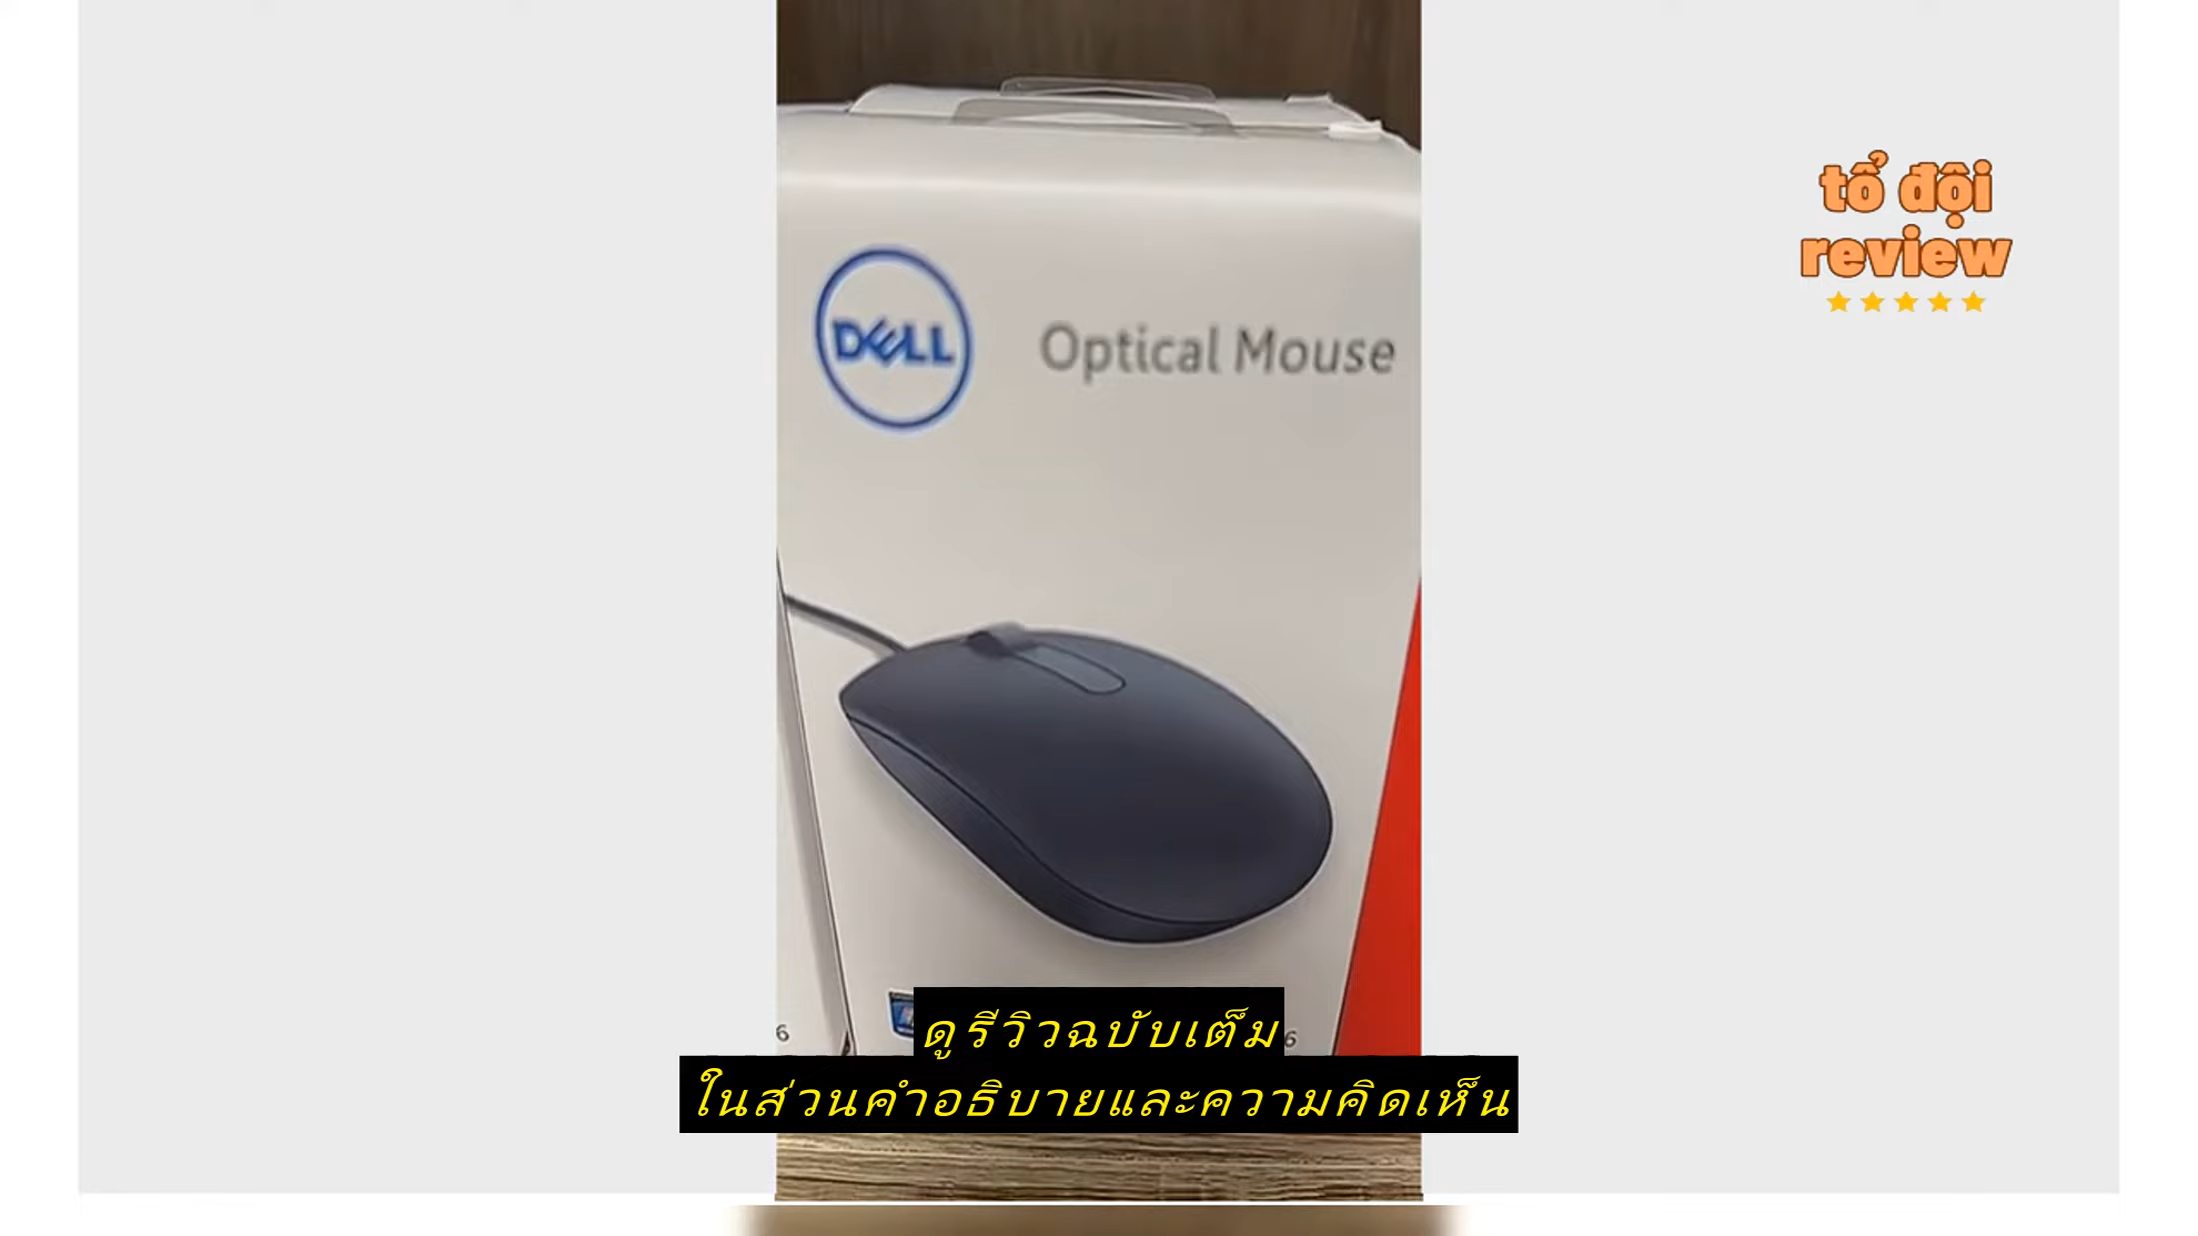 tổ đội
review
DELL
Optical Mouse
6
6
ดูรีวิวฉบับเต็ม
ในส่วนคำอธิบายและความคิดเห็น